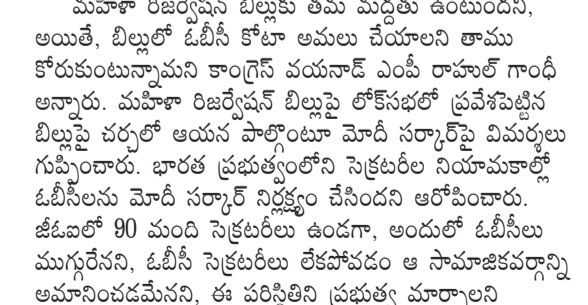 మహిళా రిజర్వేషన్ బిల్లుకు తమ మద్దతు ఉంటుందని,
అయితే, బిల్లులో ఓబీసీ కోటా అమలు చేయాలని తాము
కోరుకుంటున్నామని కాంగ్రెస్ వయనాడ్ ఎంపీ రాహుల్ గాంధీ
అన్నారు. మహిళా రిజర్వేషన్ బిల్లుపై లోక్‌సభలో ప్రవేశపెట్టిన
బిల్లుపై చర్చలో ఆయన పాల్గొంటూ మోదీ సర్కార్‌పై విమర్శలు
గుప్పించారు. భారత ప్రభుత్వంలోని సెక్రటరీల నియామకాల్లో
ఓబీసీలను మోదీ సర్కార్ నిర్లక్ష్యం చేసిందని ఆరోపించారు.
జీఓఐలో 90 మంది సెక్రటరీలు ఉండగా, అందులో ఓబీసీలు
ముగ్గురేనని, ఓబీసీ సెక్రటరీలు లేకపోవడం ఆ సామాజికవర్గాన్ని
అవమానించడమేనని, ఈ పరిస్థితిని ప్రభుత్వ మార్చాలని